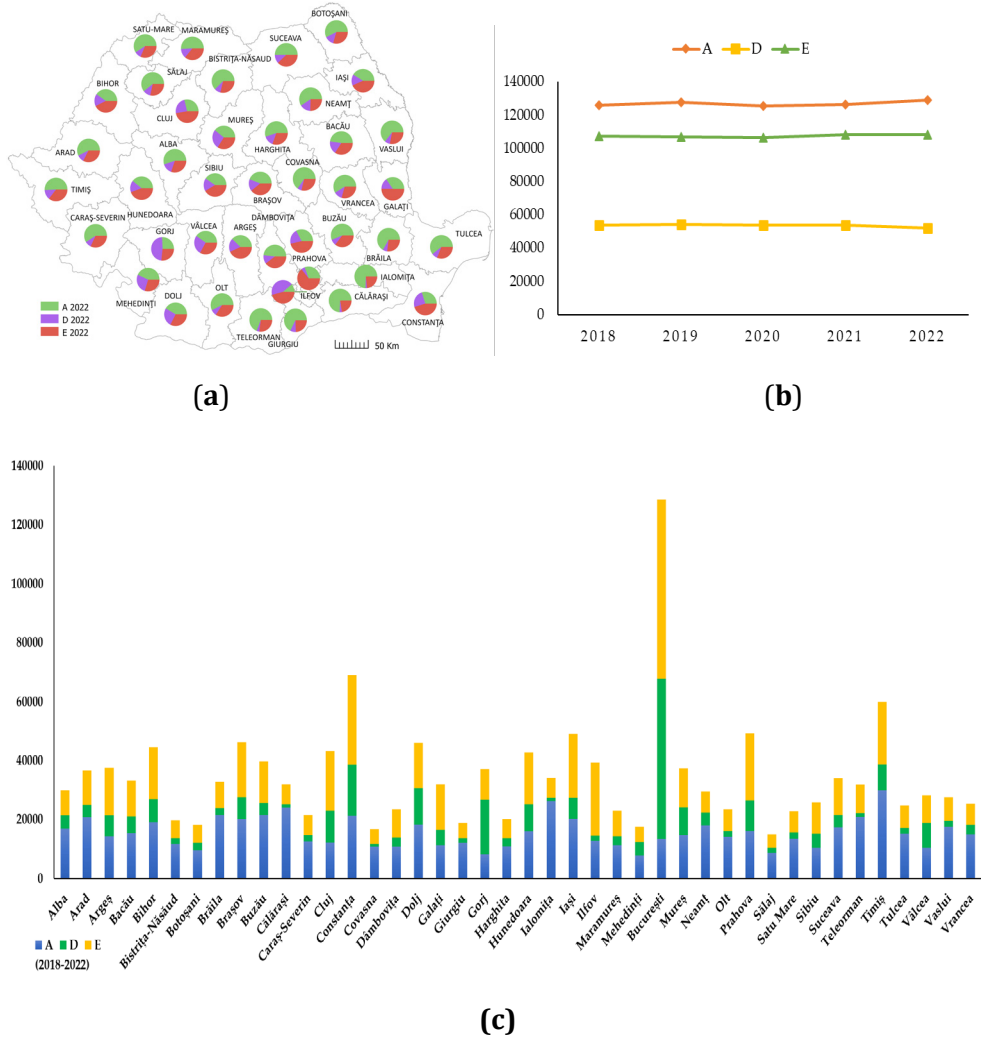 BOTOȘANI
SATU-MARE
MARAMUREȘ
SUCEAVA
BISTRIȚA-NĂSAUD
SĂLAJ
IAȘI
BIHOR
NEAMȚ
CLUJ
MUREȘ
BACĂU
HARGHITA
VASLUI
ARAD
ALBA
SIBIU
COVASNA
TIMIȘ
BRAȘOV
VRANCEA
GALAȚI
HUNEDOARA
CARAȘ-SEVERIN
GORJ
VÂLCEA
ARGEȘ
DÂMBOVIȚA
BUZĂU
TULCEA
PRAHOVA
BRĂILA
IALOMIȚA
MEHEDINȚI
DOLJ
OLT
ILFOV
CĂLĂRAȘI
CONSTANȚA
TELEORMAN
GIURGIU
A 2022
D 2022
E 2022
50 Km
(a)
A D E
140000
120000
100000
80000
60000
40000
20000
0
2018 2019 2020 2021 2022
(b)
140000
120000
100000
80000
60000
40000
20000
0
Alba Arad Argeș Bacău Bihor Bistrița-Năsăud Botoșani Brăila Brașov Buzău Călărași Caraș-Severin Cluj Constanța Covasna Dâmbovița Dolj Galați Giurgiu Gorj Harghita Hunedoara Ialomița Iași Ilfov Maramureș Mehedinti București Mureș Neamț Olt Prahova Sălaj Satu Mare Sibiu Suceava Teleorman Timiș Tulcea Vâlcea Vaslui Vrancea
A D E
(2018-2022)
(c)